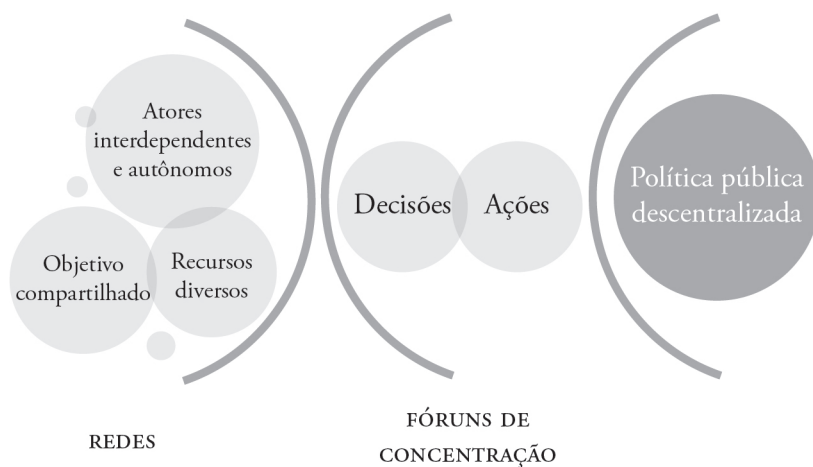 Atores
interdependentes
e autônomos
Objetivo
compartilhado
Recursos
diversos
Decisões
Ações
Política pública
descentralizada
REDES
FÓRUNS DE
CONCENTRAÇÃO